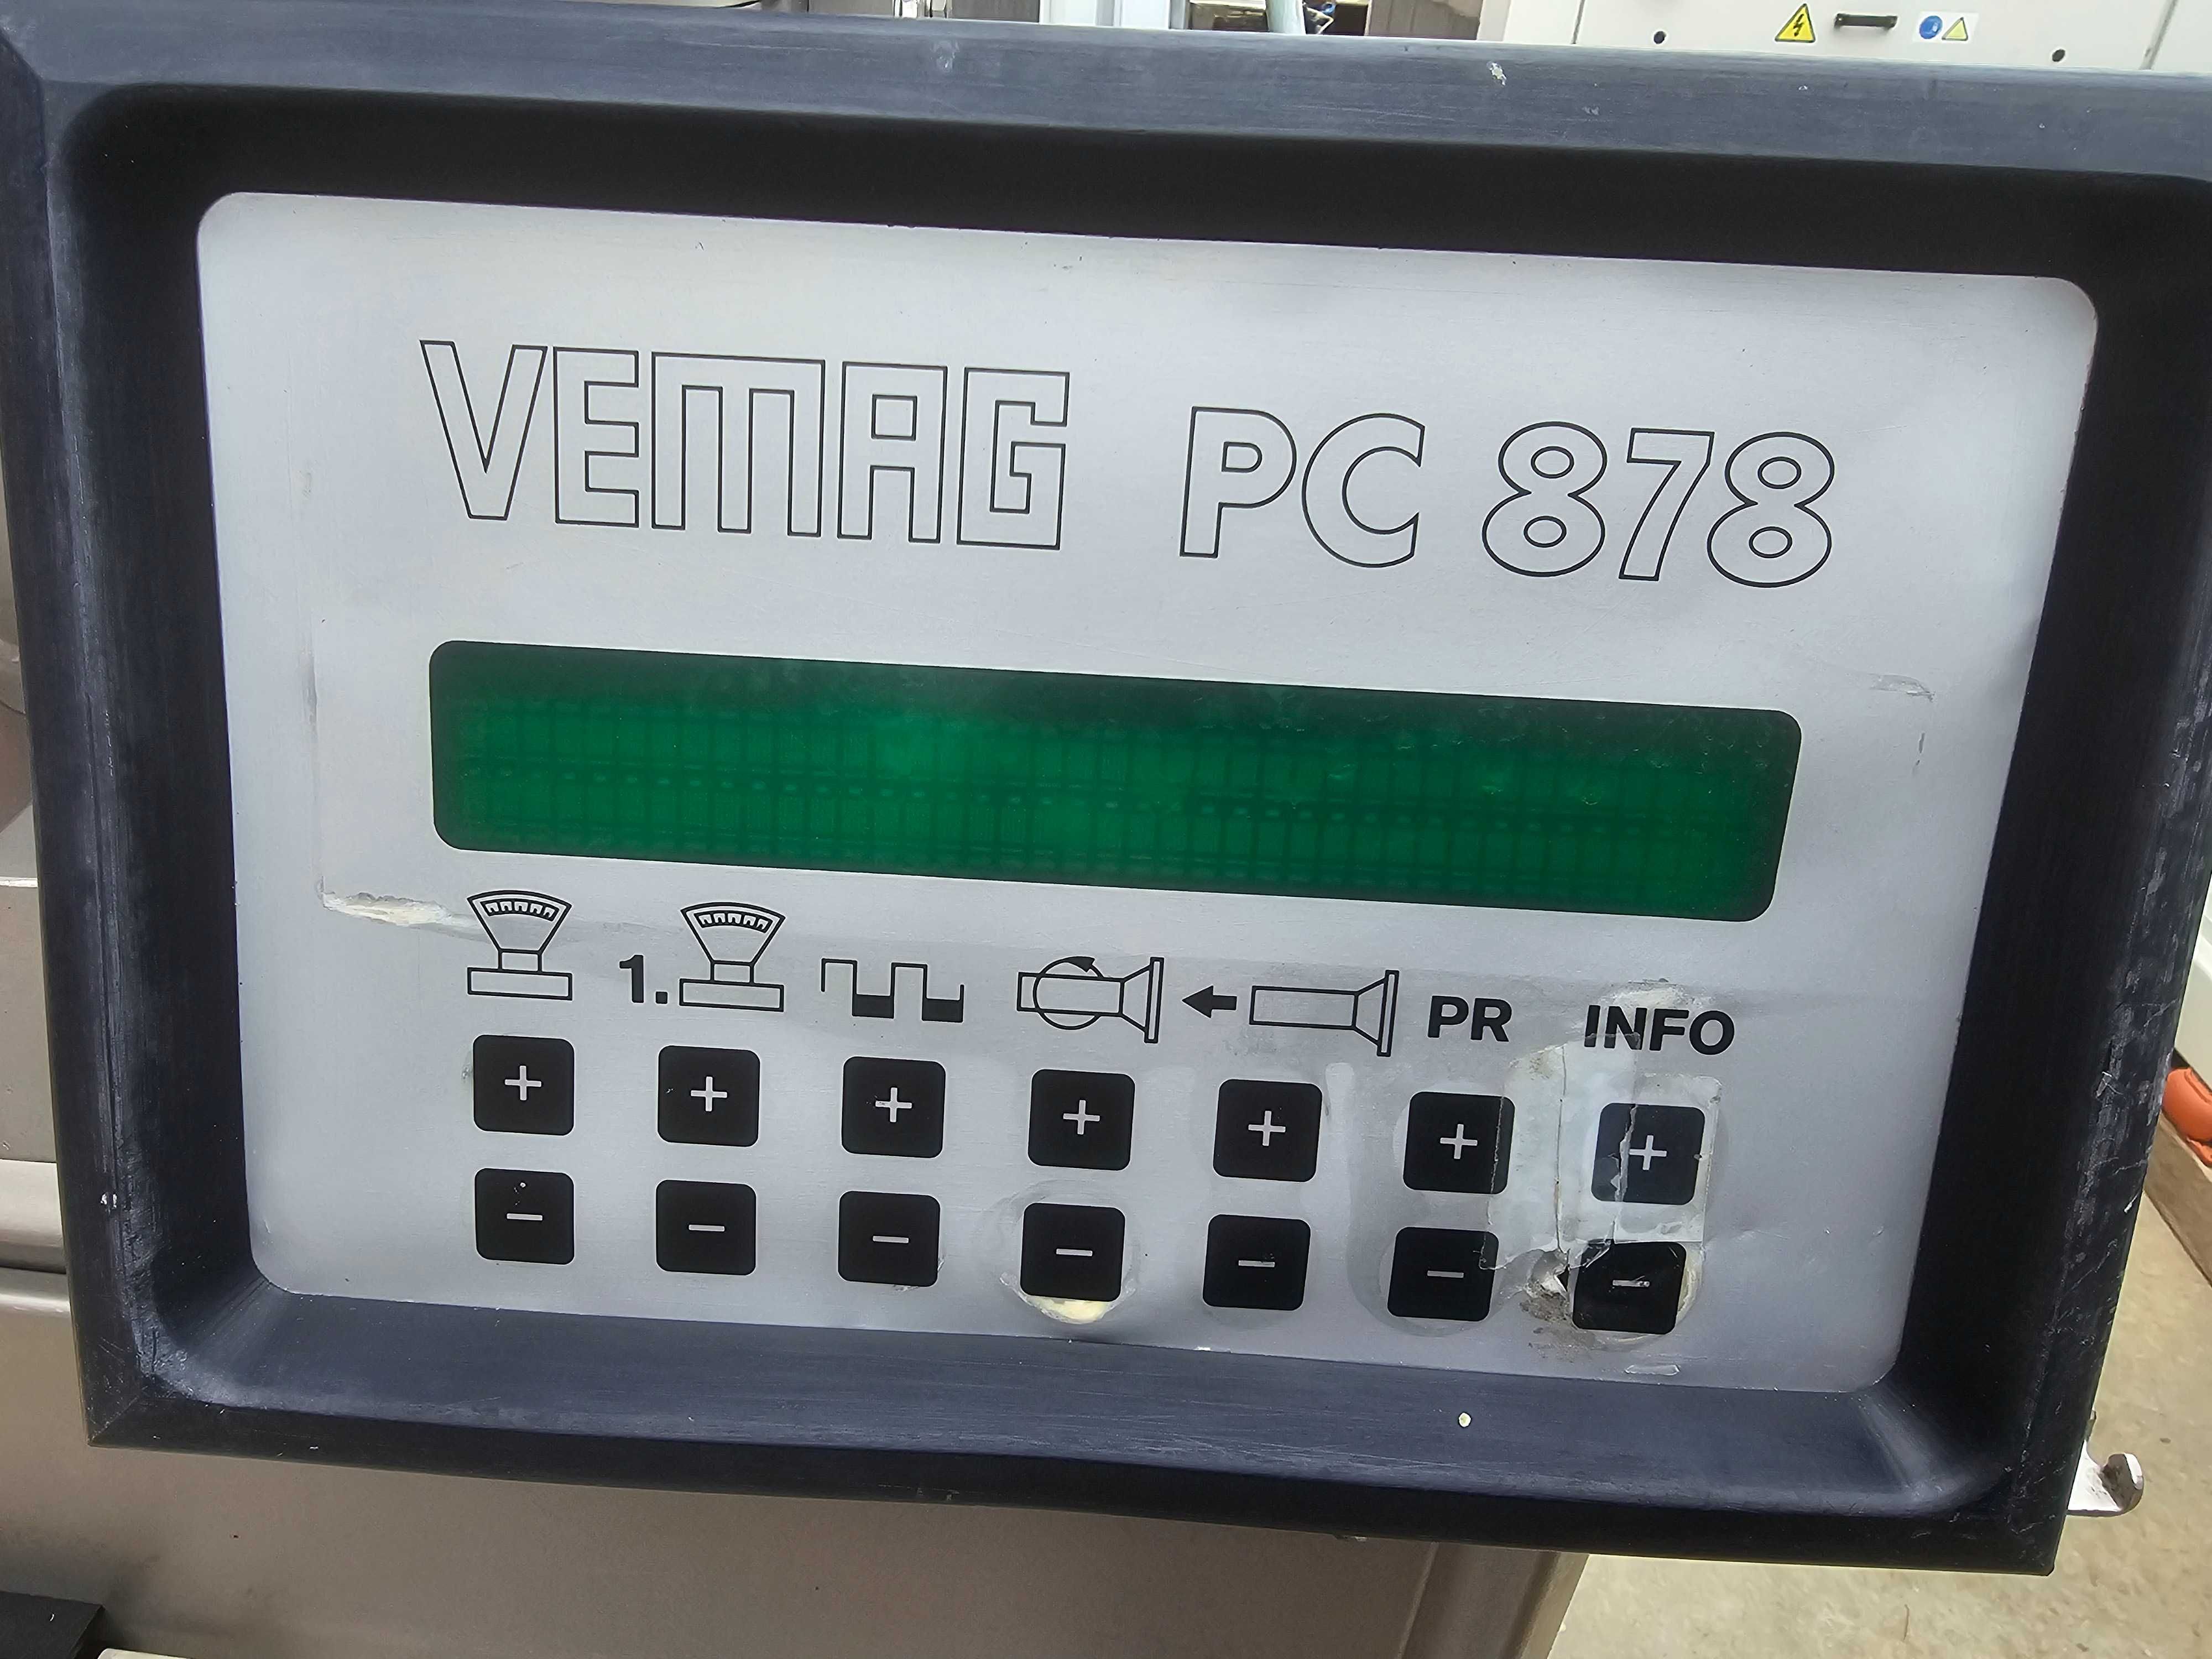 VEMAG PC 878
1. PR INFO
+ + + + + + +
- - - - - - -